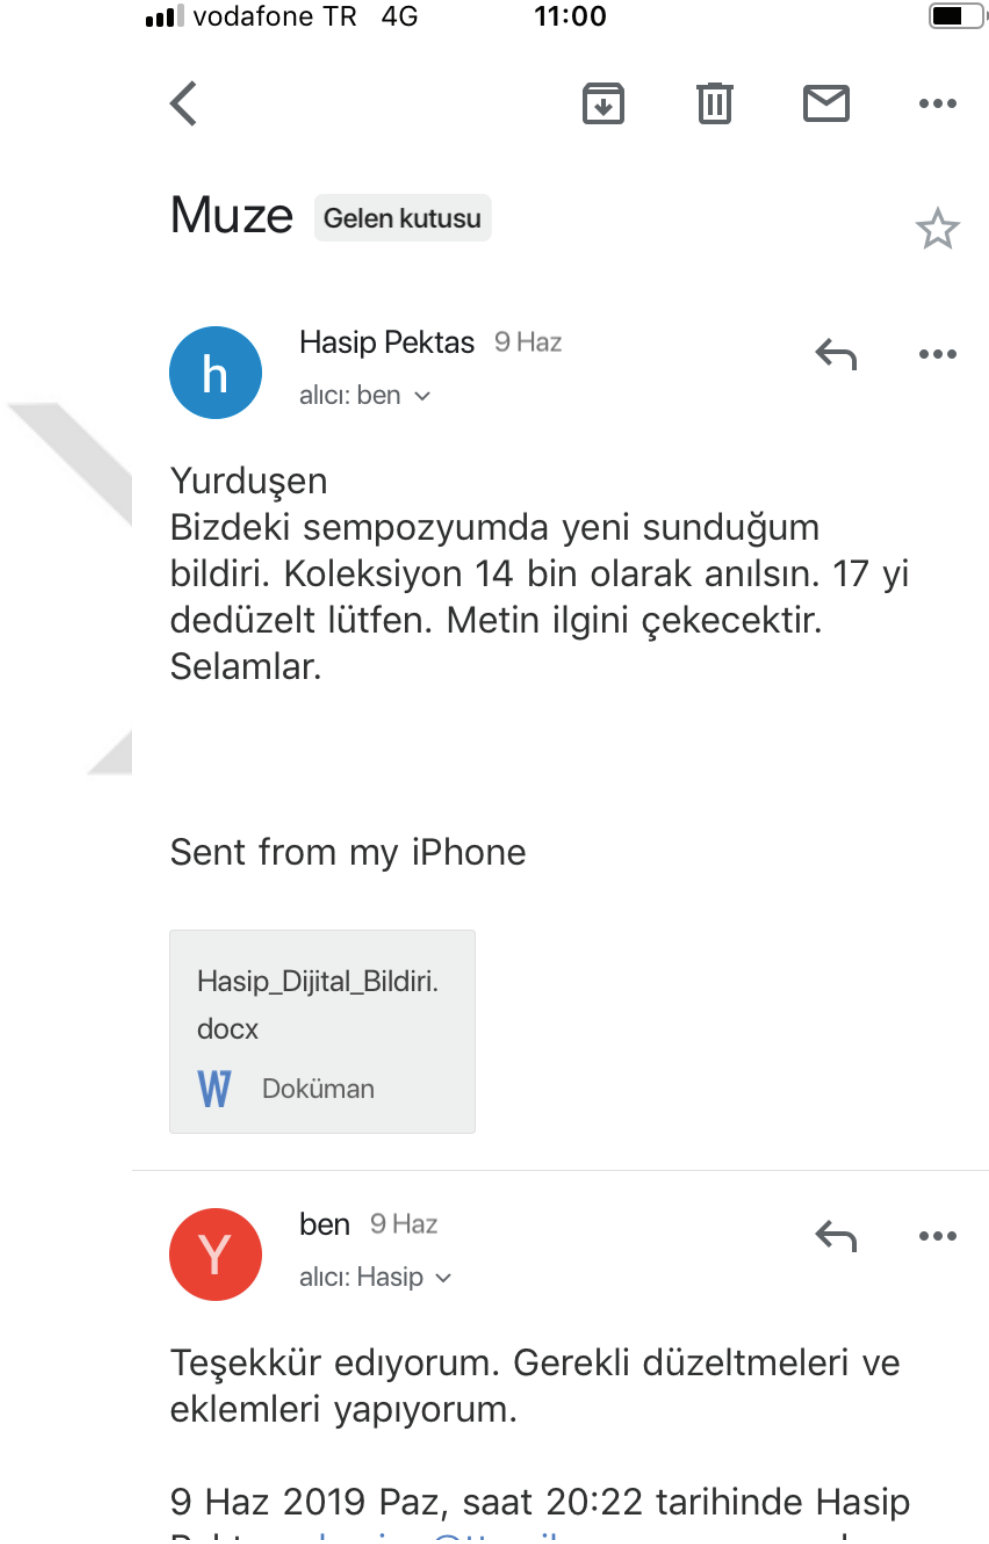 vodafone TR 4G 11:00
Muze Gelen kutusu
h
Hasip Pektas 9 Haz
alıcı: ben
Yurduşen
Bizdeki sempozyumda yeni sunduğum
bildiri. Koleksiyon 14 bin olarak anılsın. 17 yi
dedüzelt lütfen. Metin ilgini çekecektir.
Selamlar.
Sent from my iPhone
Hasip_Dijital_Bildiri.
docx
W Doküman
Y
ben 9 Haz
alıcı: Hasip
Teşekkür edıyorum. Gerekli düzeltmeleri ve
eklemleri yapıyorum.
9 Haz 2019 Paz, saat 20:22 tarihinde Hasip